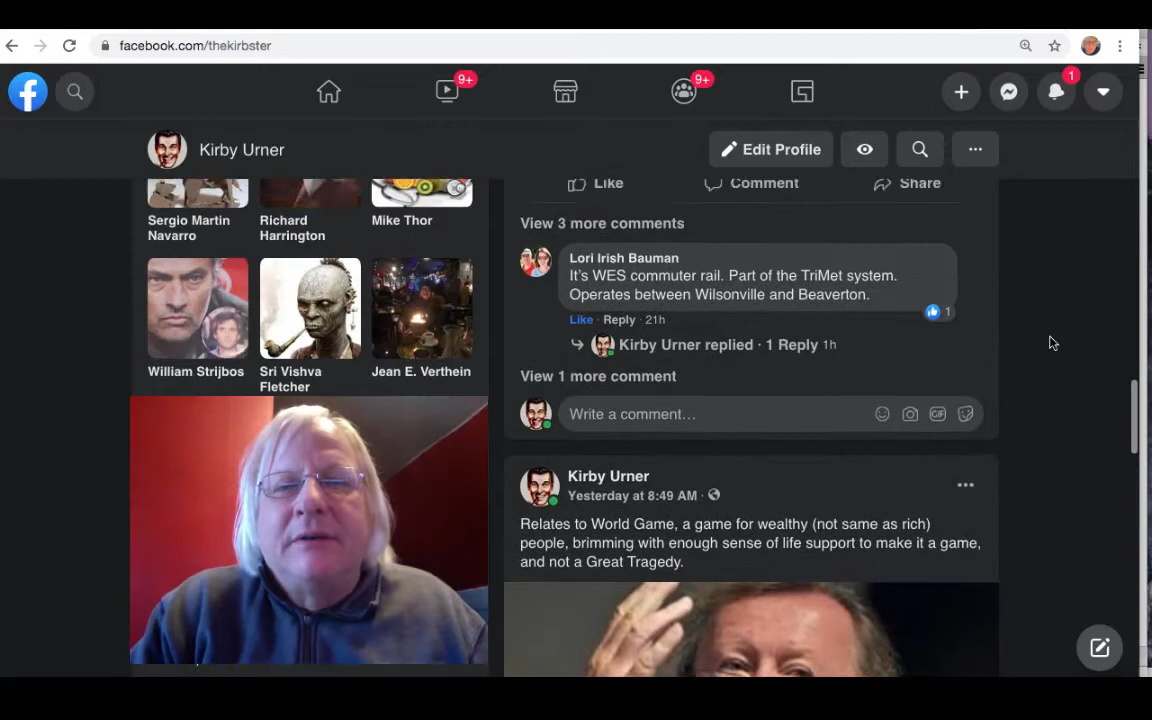 facebook.com/thekirbster
9+
9+
1
Kirby Urner
Edit Profile
Sergio Martin
Navarro
Richard
Harrington
Mike Thor
William Strijbos
Sri Vishva
Fletcher
Jean E. Verthein
Like
Comment
Share
View 3 more comments
Lori Irish Bauman
It's WES commuter rail. Part of the TriMet system.
Operates between Wilsonville and Beaverton.
1
Like · Reply · 21h
Kirby Urner replied · 1 Reply 1h
View 1 more comment
Write a comment…
GIF
Kirby Urner
Yesterday at 8:49 AM ·
Relates to World Game, a game for wealthy (not same as rich)
people, brimming with enough sense of life support to make it a game,
and not a Great Tragedy.